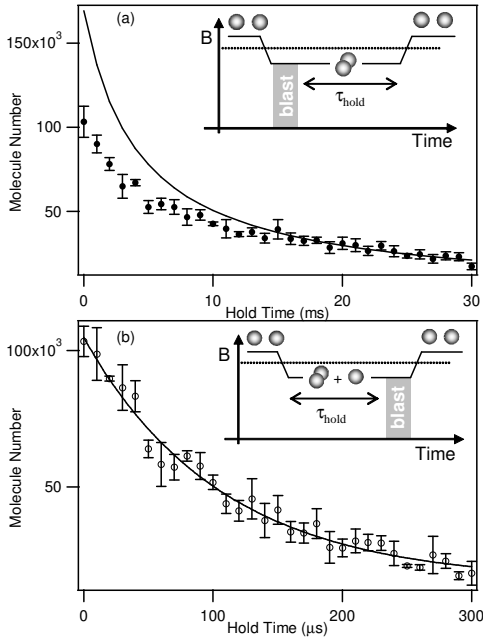 (a)
B
blast
τhold
Time
150x10³
100
50
Molecule Number
0 10 20 30
Hold Time (ms)
(b)
B
+
τhold
blast
Time
100x10³
50
Molecule Number
0 100 200 300
Hold Time (μs)